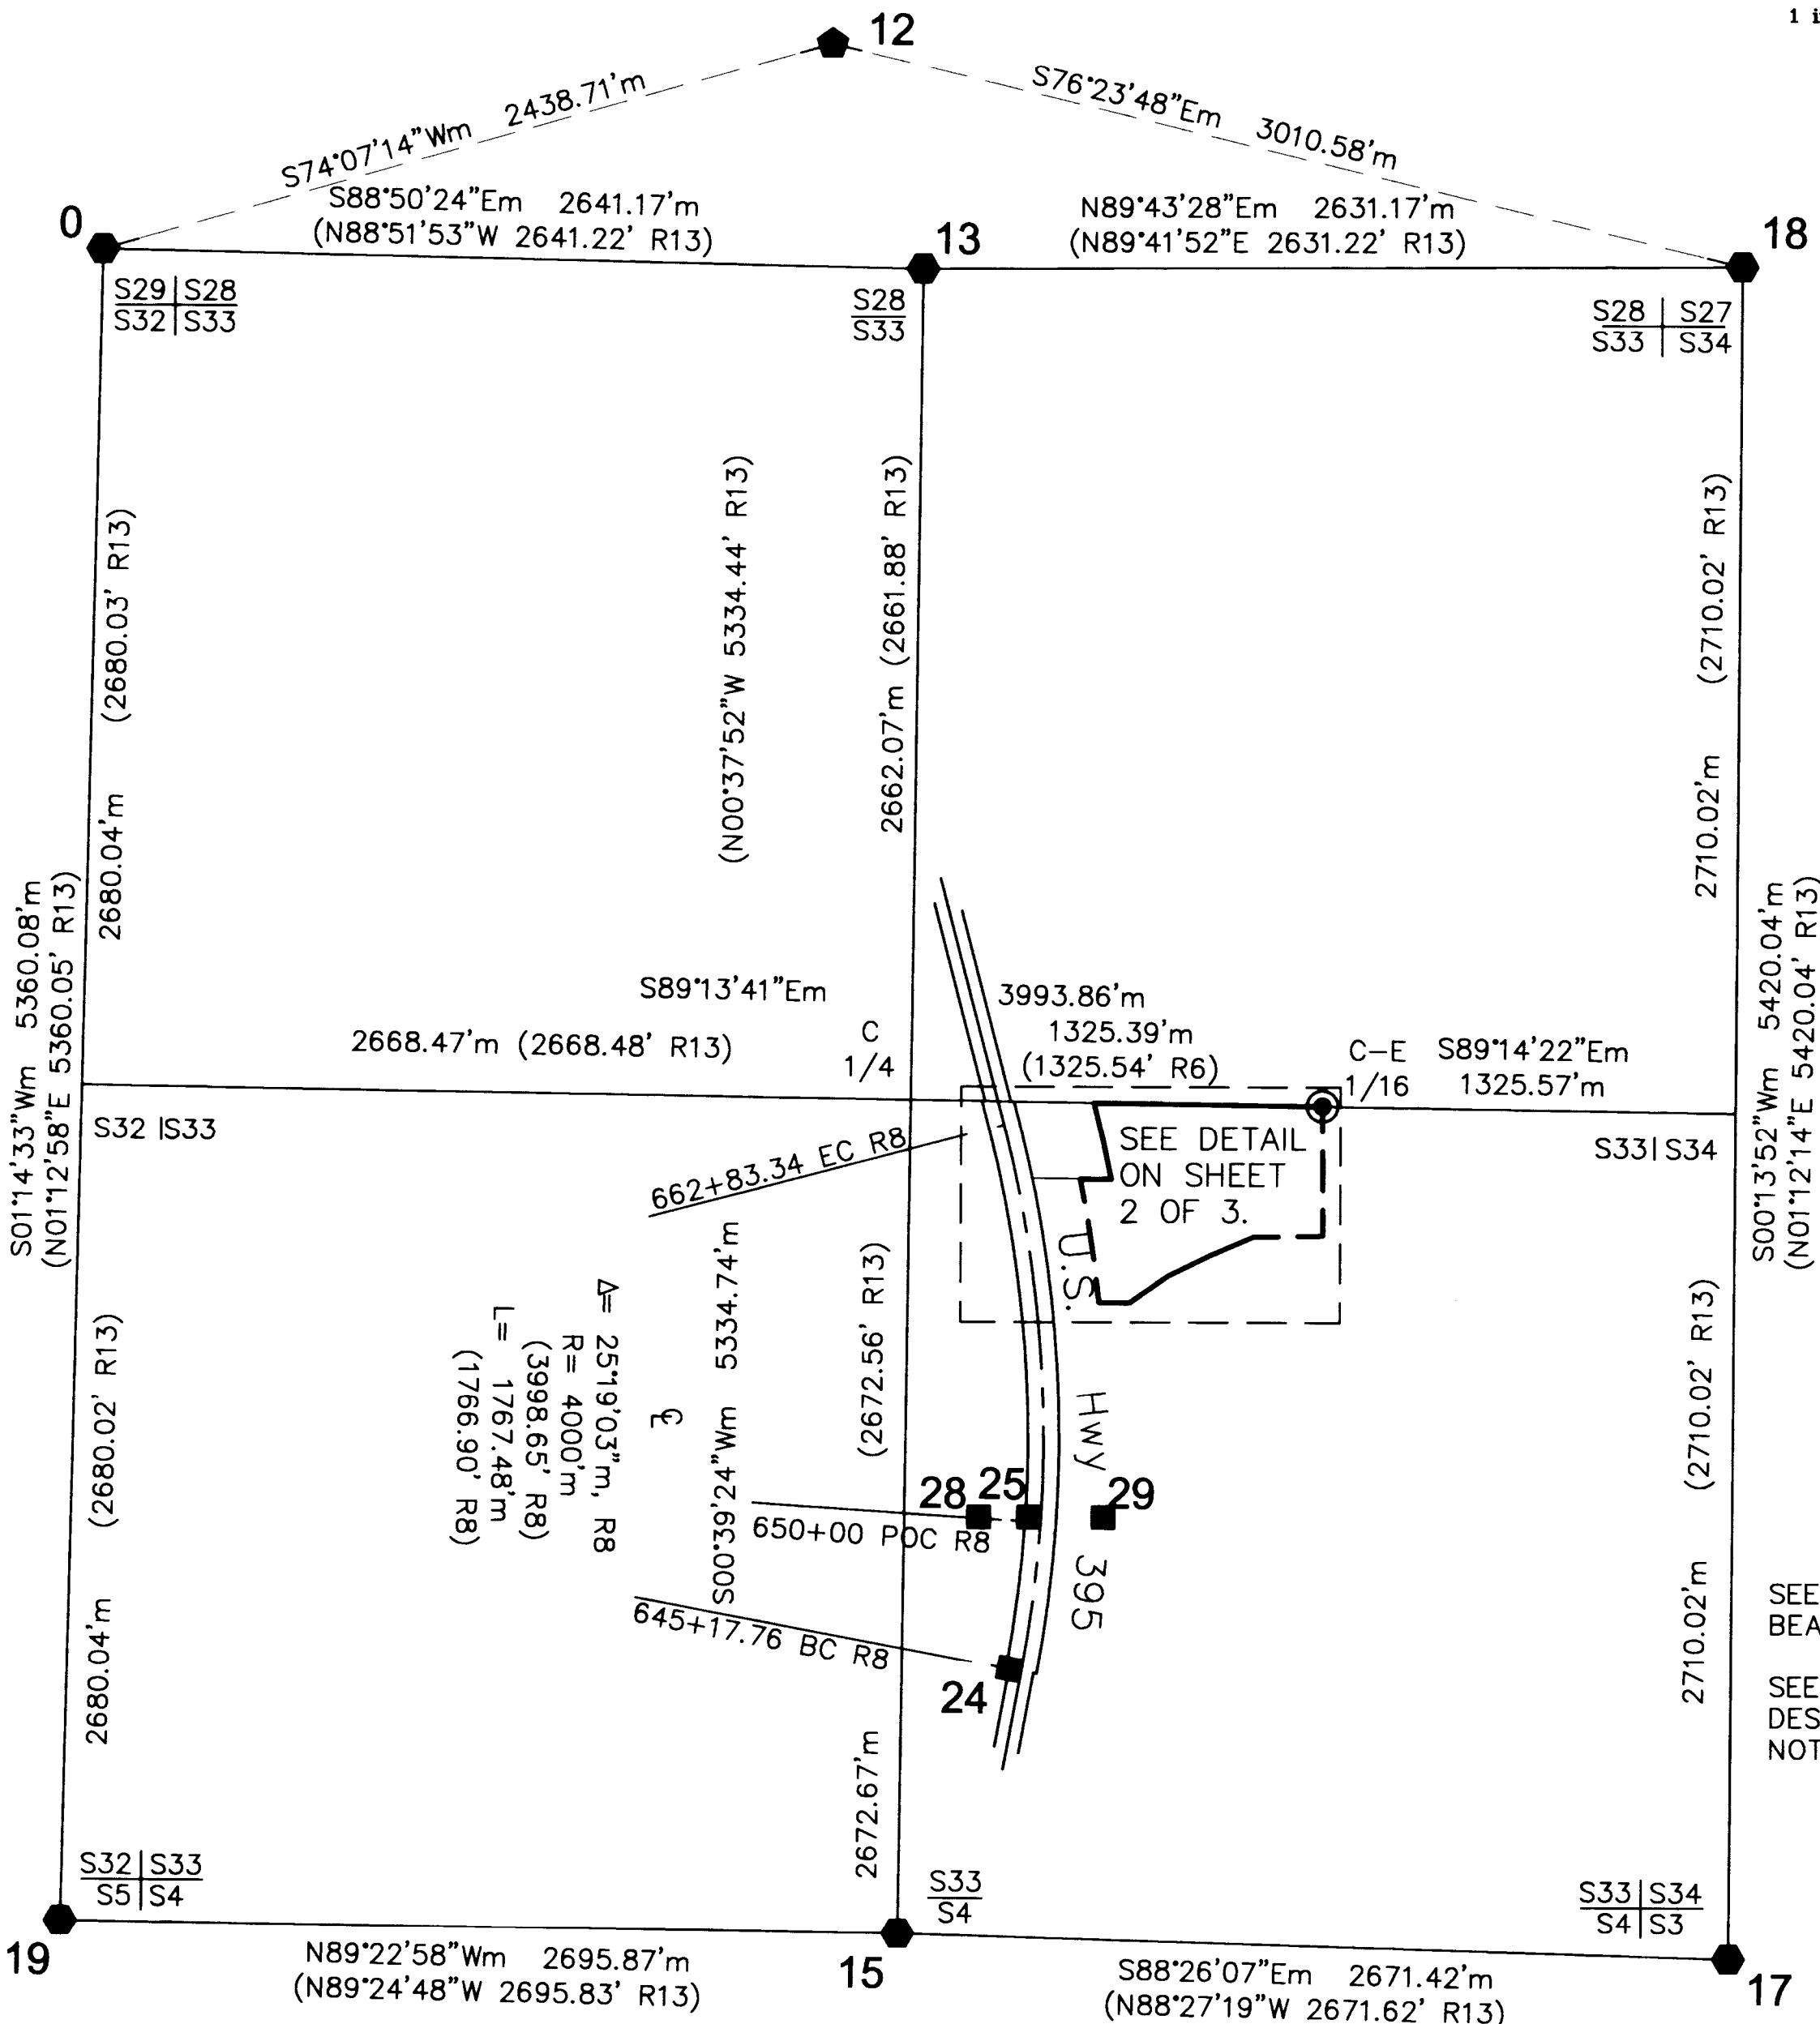 1 i
12
S74°07'14"Wm 2438.71'm
S76°23'48"Em 3010.58'm
S88°50'24"Em 2641.17'm
(N88°51'53"W 2641.22' R13)
N89°43'28"Em 2631.17'm
(N89°41'52"E 2631.22' R13)
0
13
18
S29 | S28
S32 | S33
S28
S33
S28 | S27
S33 | S34
(2680.03' R13)
2680.04'm
(N00°37'52"W 5334.44' R13)
(2661.88' R13)
2662.07'm
(2710.02' R13)
2710.02'm
S01°14'33"Wm 5360.08'm
(N01°12'58"E 5360.05' R13)
S00°13'52"Wm 5420.04'm
(N01°12'14"E 5420.04' R13)
S89°13'41"Em
3993.86'm
2668.47'm (2668.48' R13)
C
1/4
1325.39'm
(1325.54' R6)
C-E
1/16
S89°14'22"Em
1325.57'm
S32 |S33
S33| S34
SEE DETAIL
ON SHEET
2 OF 3.
662+83.34 EC R8
U.S.
Hwy
395
(2680.02' R13)
2680.04'm
Δ= 25°19'03"m, R8
R= 4000'm
(3998.65' R8)
L= 1767.48'm
(1766.90' R8)
℄
S00°39'24"Wm 5334.74'm
(2672.56' R13)
2672.67'm
(2710.02' R13)
2710.02'm
28
25
29
650+00 POC R8
645+17.76 BC R8
24
SEE
BEA
SEE
DES
NOT
S32 | S33
S5 | S4
S33
S4
S33 | S34
S4 | S3
19
15
17
N89°22'58"Wm 2695.87'm
(N89°24'48"W 2695.83' R13)
S88°26'07"Em 2671.42'm
(N88°27'19"W 2671.62' R13)